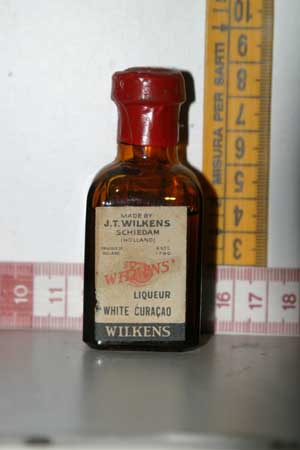 MADE BY
J.T. WILKENS
SCHIEDAM
(HOLLAND)
WILKENS'
LIQUEUR
WHITE CURAÇAO
WILKENS
MISURA PER SARTI
10
9
8
7
6
5
4
3
10
11
16
17
18